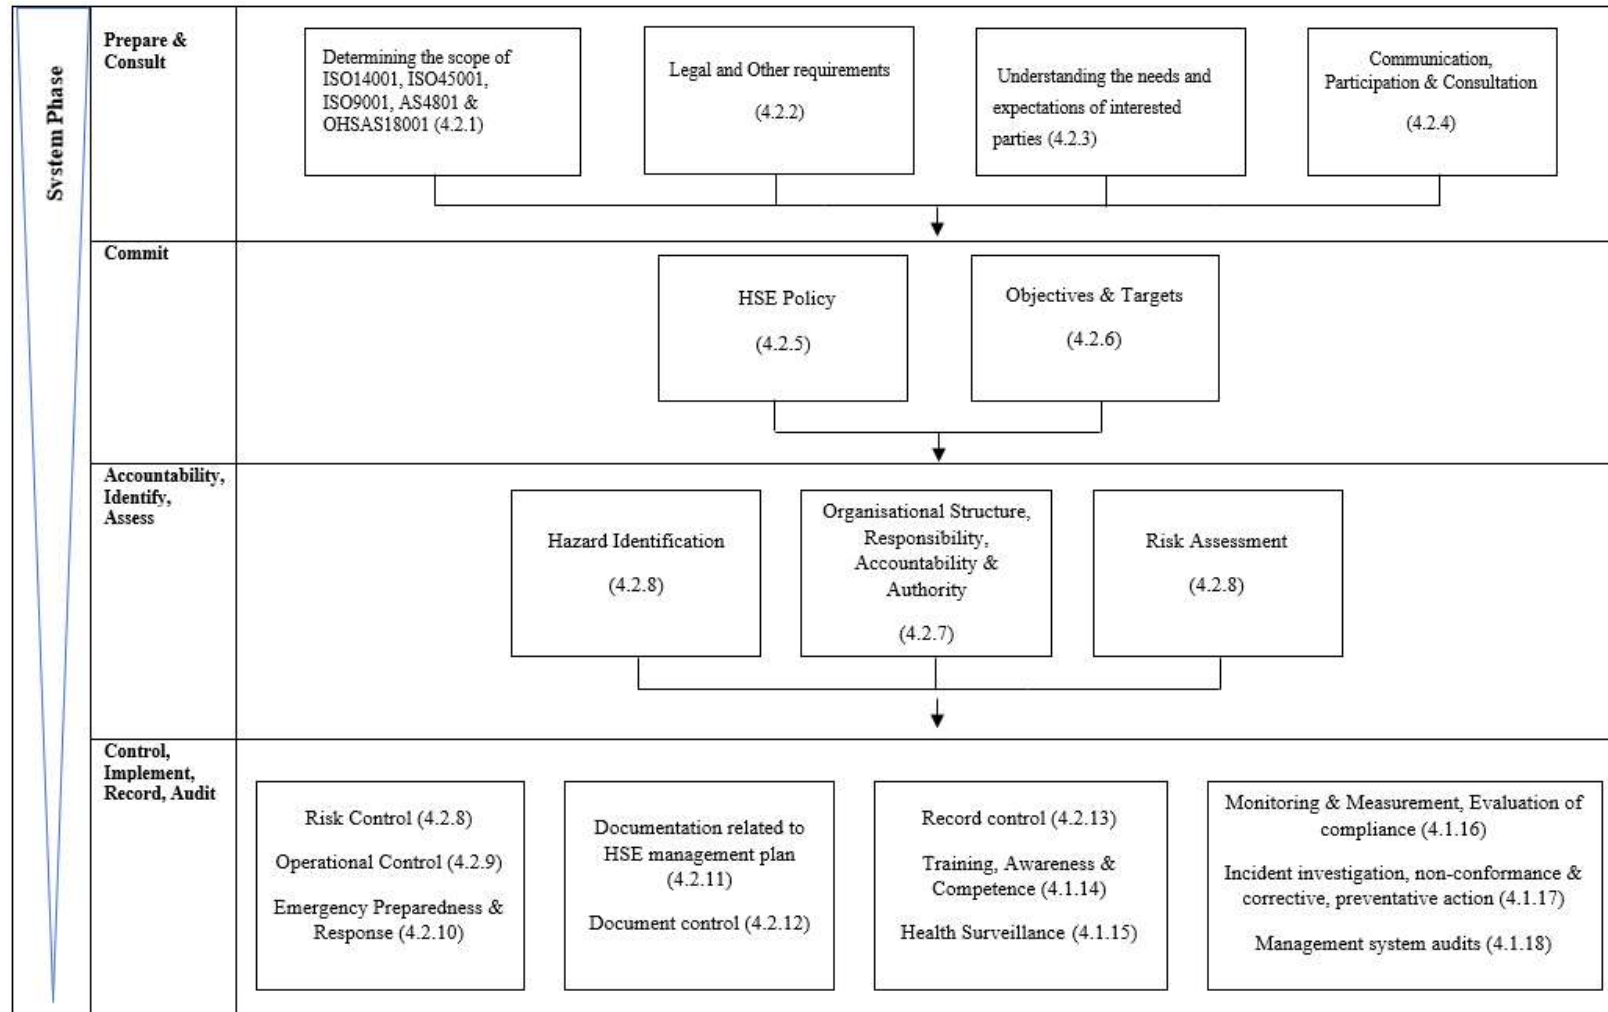 System Phase
Prepare &
Consult
Determining the scope of
ISO14001, ISO45001,
ISO9001, AS4801 &
OHSAS18001 (4.2.1)
Legal and Other requirements
(4.2.2)
Understanding the needs and
expectations of interested
parties (4.2.3)
Communication,
Participation & Consultation
(4.2.4)
Commit
HSE Policy
(4.2.5)
Objectives & Targets
(4.2.6)
Accountability,
Identify,
Assess
Hazard Identification
(4.2.8)
Organisational Structure,
Responsibility,
Accountability &
Authority
(4.2.7)
Risk Assessment
(4.2.8)
Control,
Implement,
Record, Audit
Risk Control (4.2.8)
Operational Control (4.2.9)
Emergency Preparedness &
Response (4.2.10)
Documentation related to
HSE management plan
(4.2.11)
Document control (4.2.12)
Record control (4.2.13)
Training, Awareness &
Competence (4.1.14)
Health Surveillance (4.1.15)
Monitoring & Measurement, Evaluation of
compliance (4.1.16)
Incident investigation, non-conformance &
corrective, preventative action (4.1.17)
Management system audits (4.1.18)